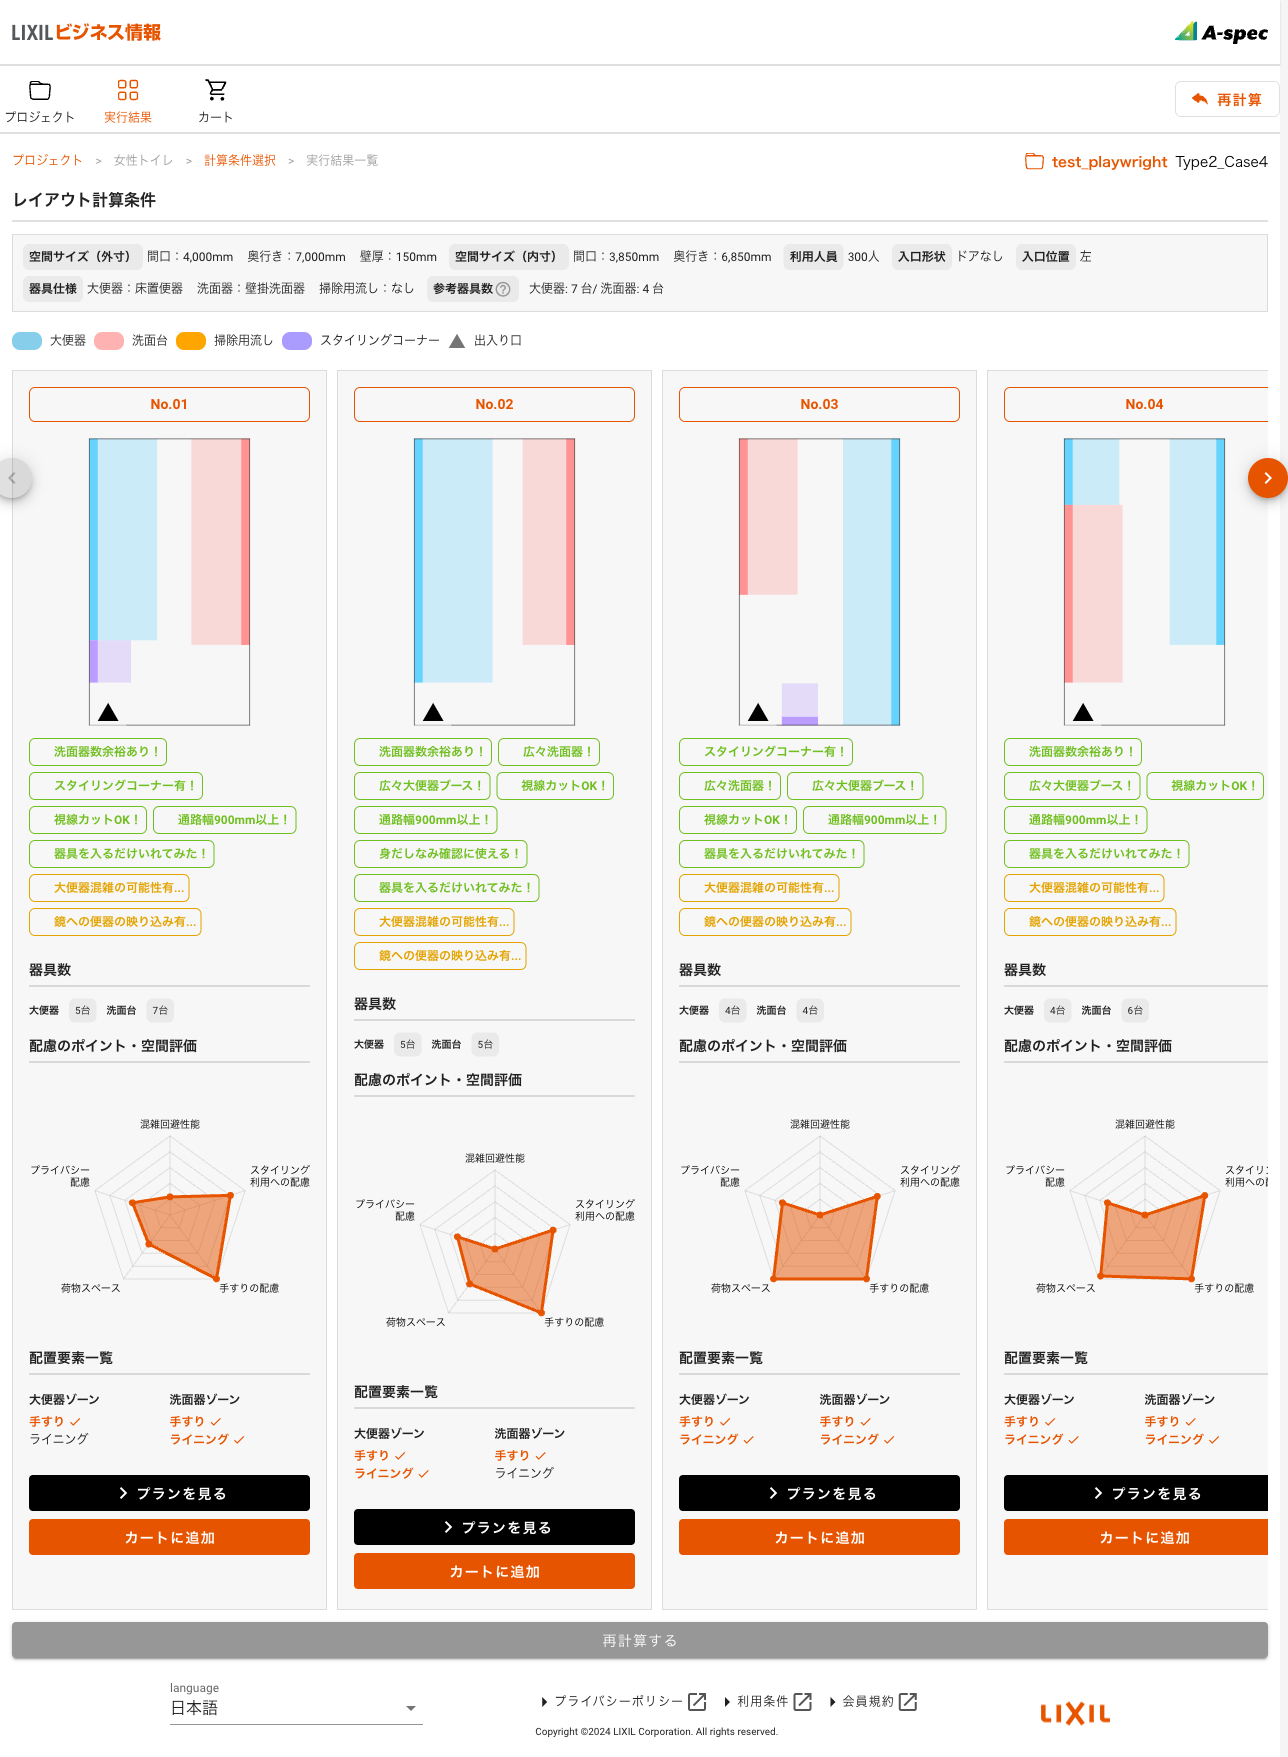 LIXILビジネス情報
A-spec
プロジェクト
実行結果
カート
再計算
プロジェクト > 女性トイレ > 計算条件選択 > 実行結果一覧
test_playwright Type2_Case4
レイアウト計算条件
空間サイズ（外寸） 間口：4,000mm 奥行き：7,000mm 壁厚：150mm 空間サイズ（内寸） 間口：3,850mm 奥行き：6,850mm 利用人員 300人 入口形状 ドアなし 入口位置 左
器具仕様 大便器：床置便器 洗面器：壁掛洗面器 掃除用流し：なし 参考器具数 ? 大便器: 7 台/ 洗面器: 4 台
大便器 洗面台 掃除用流し スタイリングコーナー 出入り口
No.01
洗面器数余裕あり！
スタイリングコーナー有！
視線カットOK！ 通路幅900mm以上！
器具を入るだけいれてみた！
大便器混雑の可能性有...
鏡への便器の映り込み有...
器具数
大便器 5台 洗面台 7台
配慮のポイント・空間評価
混雑回避性能
プライバシー
配慮
スタイリング
利用への配慮
荷物スペース
手すりの配慮
配置要素一覧
大便器ゾーン 洗面器ゾーン
手すり 手すり
ライニング ライニング
プランを見る
カートに追加
No.02
洗面器数余裕あり！ 広々洗面器！
広々大便器ブース！ 視線カットOK！
通路幅900mm以上！
身だしなみ確認に使える！
器具を入るだけいれてみた！
大便器混雑の可能性有...
鏡への便器の映り込み有...
器具数
大便器 5台 洗面台 5台
配慮のポイント・空間評価
混雑回避性能
プライバシー
配慮
スタイリング
利用への配慮
荷物スペース
手すりの配慮
配置要素一覧
大便器ゾーン 洗面器ゾーン
手すり 手すり
ライニング ライニング
プランを見る
カートに追加
No.03
スタイリングコーナー有！
広々洗面器！ 広々大便器ブース！
視線カットOK！ 通路幅900mm以上！
器具を入るだけいれてみた！
大便器混雑の可能性有...
鏡への便器の映り込み有...
器具数
大便器 4台 洗面台 4台
配慮のポイント・空間評価
混雑回避性能
プライバシー
配慮
スタイリング
利用への配慮
荷物スペース
手すりの配慮
配置要素一覧
大便器ゾーン 洗面器ゾーン
手すり 手すり
ライニング ライニング
プランを見る
カートに追加
No.04
洗面器数余裕あり！
広々大便器ブース！ 視線カットOK！
通路幅900mm以上！
器具を入るだけいれてみた！
大便器混雑の可能性有...
鏡への便器の映り込み有...
器具数
大便器 4台 洗面台 6台
配慮のポイント・空間評価
混雑回避性能
プライバシー
配慮
スタイリ
利用への
荷物スペース
手すりの配慮
配置要素一覧
大便器ゾーン 洗面器ゾーン
手すり 手すり
ライニング ライニング
プランを見る
カートに追加
再計算する
language
日本語
プライバシーポリシー 利用条件 会員規約
Copyright ©2024 LIXIL Corporation. All rights reserved.
LIXIL